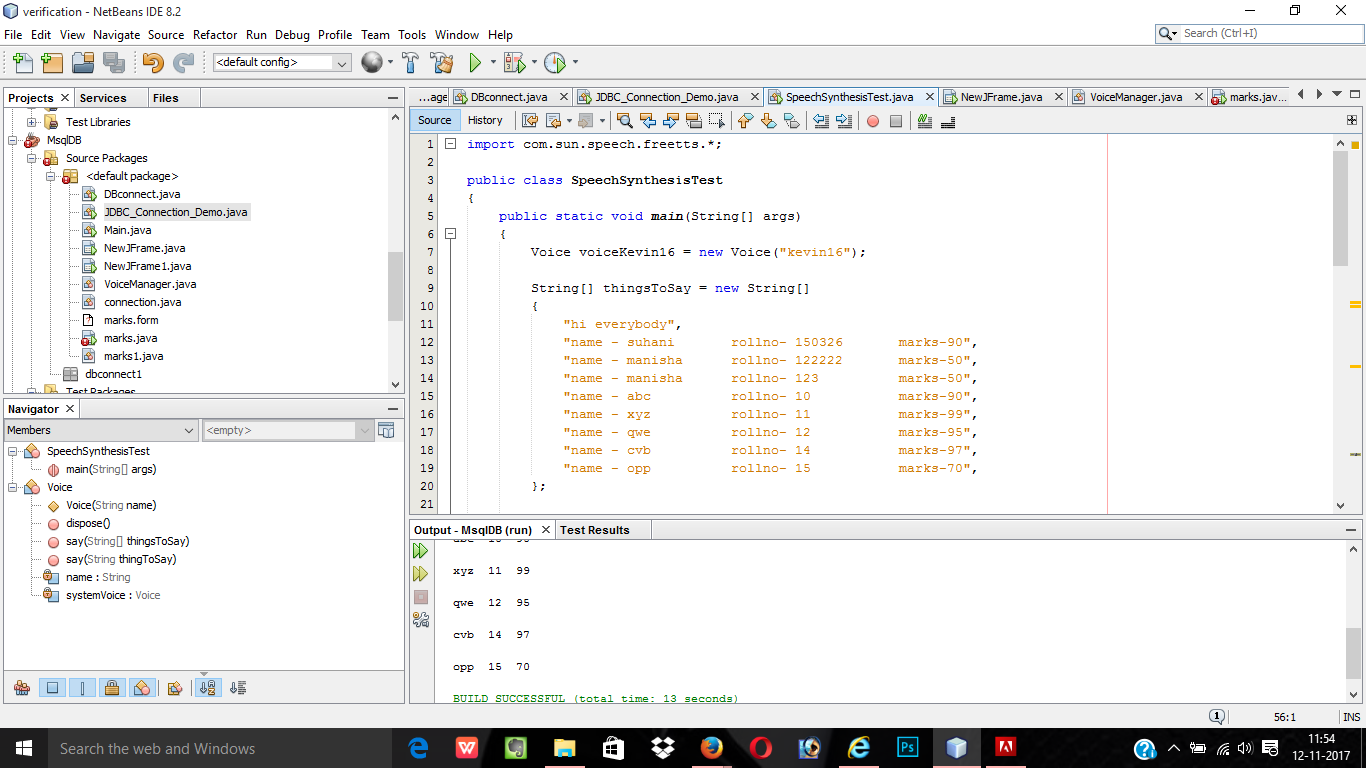 verification - NetBeans IDE 8.2
File Edit View Navigate Source Refactor Run Debug Profile Team Tools Window Help
Search (Ctrl+I)
<default config>
Projects Services Files
Test Libraries
MsqlDB
Source Packages
<default package>
DBconnect.java
JDBC_Connection_Demo.java
Main.java
NewJFrame.java
NewJFrame1.java
VoiceManager.java
connection.java
marks.form
marks.java
marks1.java
dbconnect1
Test Packages
Navigator
Members <empty>
SpeechSynthesisTest
main(String[] args)
Voice
Voice(String name)
dispose()
say(String[] thingsToSay)
say(String thingToSay)
name : String
systemVoice : Voice
...age DBconnect.java JDBC_Connection_Demo.java SpeechSynthesisTest.java NewJFrame.java VoiceManager.java marks.jav...
Source History
1 import com.sun.speech.freetts.*;
2
3 public class SpeechSynthesisTest
4 {
5 public static void main(String[] args)
6 {
7 Voice voiceKevin16 = new Voice("kevin16");
8
9 String[] thingsToSay = new String[]
10 {
11 "hi everybody",
12 "name - suhani rollno- 150326 marks-90",
13 "name - manisha rollno- 122222 marks-50",
14 "name - manisha rollno- 123 marks-50",
15 "name - abc rollno- 10 marks-90",
16 "name - xyz rollno- 11 marks-99",
17 "name - qwe rollno- 12 marks-95",
18 "name - cvb rollno- 14 marks-97",
19 "name - opp rollno- 15 marks-70",
20 };
21
Output - MsqlDB (run) Test Results
xyz 11 99
qwe 12 95
cvb 14 97
opp 15 70
BUILD SUCCESSFUL (total time: 13 seconds)
1 56:1 INS
Search the web and Windows
W
Ps
11:54
12-11-2017